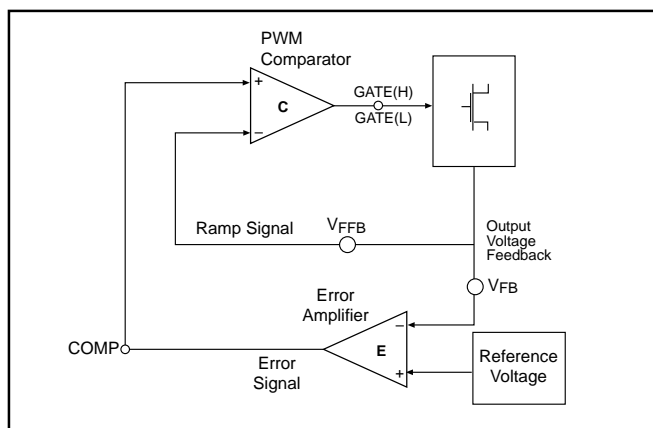 PWM
Comparator
+
C
−
GATE(H)
GATE(L)
Ramp Signal
VFFB
Output
Voltage
Feedback
VFB
Error
Amplifier
−
E
+
COMP
Error
Signal
Reference
Voltage